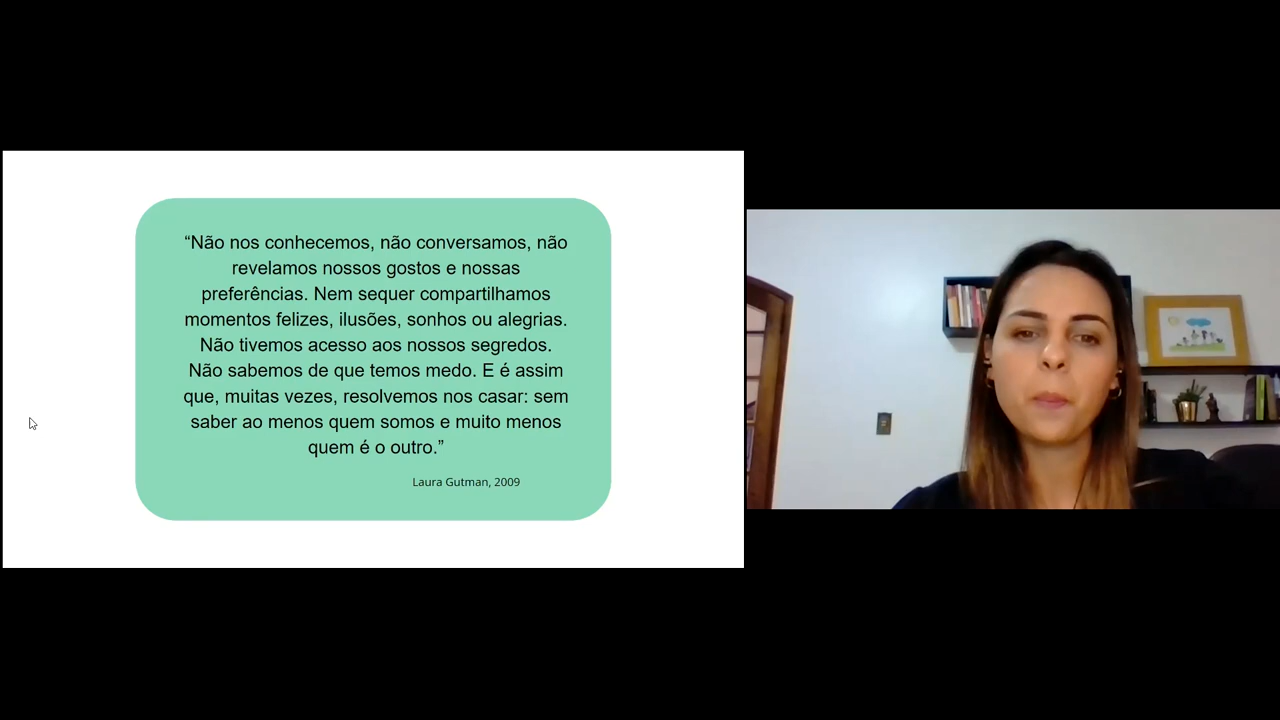 “Não nos conhecemos, não conversamos, não
revelamos nossos gostos e nossas
preferências. Nem sequer compartilhamos
momentos felizes, ilusões, sonhos ou alegrias.
Não tivemos acesso aos nossos segredos.
Não sabemos de que temos medo. E é assim
que, muitas vezes, resolvemos nos casar: sem
saber ao menos quem somos e muito menos
quem é o outro.”
Laura Gutman, 2009